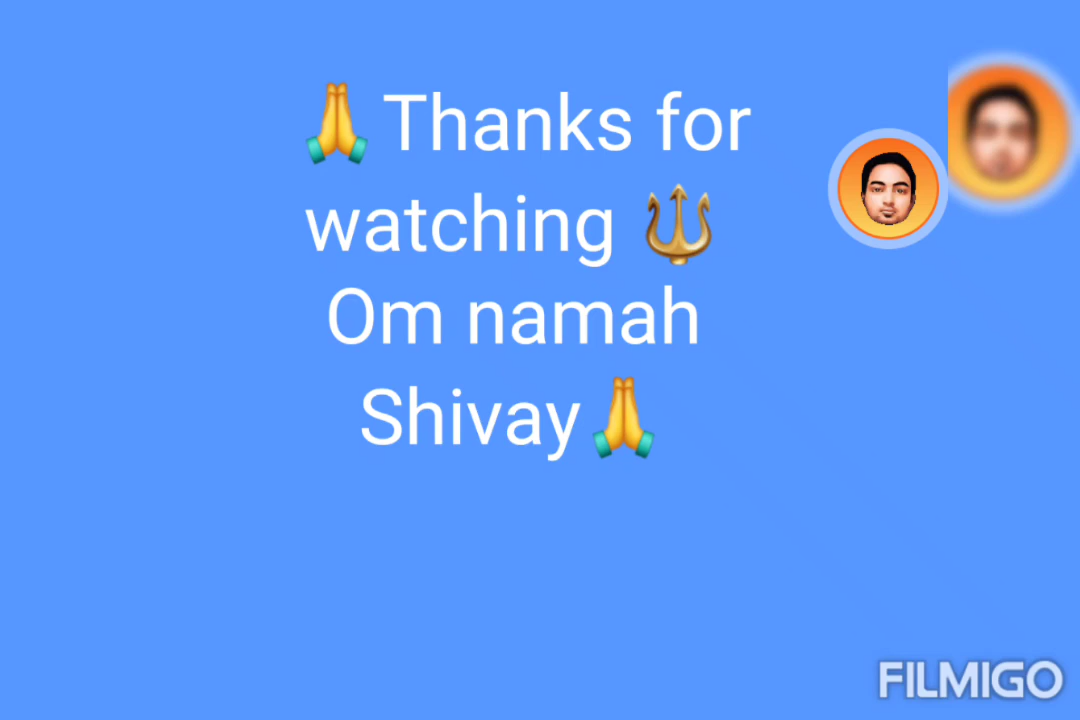 🙏Thanks for
watching 🔱
Om namah
Shivay🙏
FILMIGO